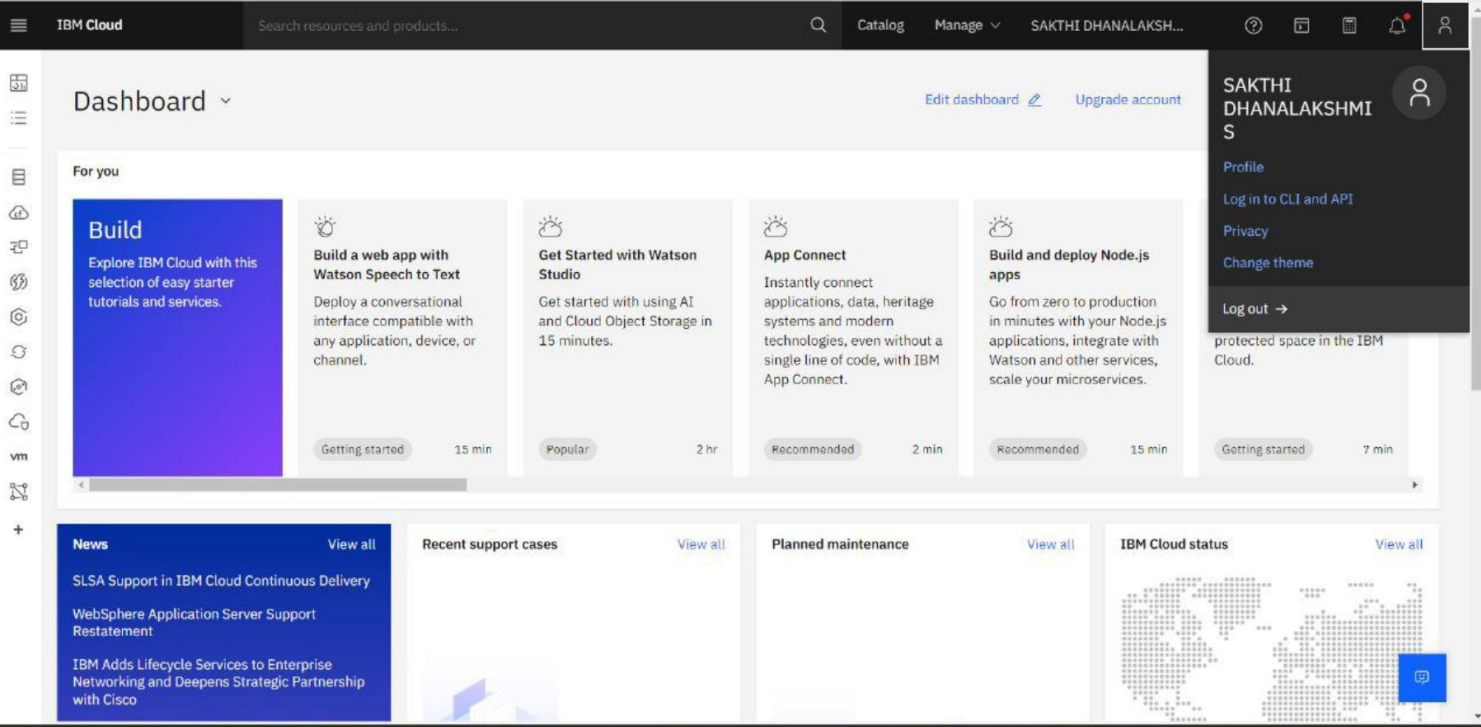 IBM Cloud
Search resources and products...
Catalog
Manage
SAKTHI DHANALAKSH...
Dashboard
Edit dashboard
Upgrade account
SAKTHI
DHANALAKSHMI
S
Profile
Log in to CLI and API
Privacy
Change theme
Log out →
For you
Build
Explore IBM Cloud with this
selection of easy starter
tutorials and services.
Build a web app with
Watson Speech to Text
Deploy a conversational
interface compatible with
any application, device, or
channel.
Getting started 15 min
Get Started with Watson
Studio
Get started with using AI
and Cloud Object Storage in
15 minutes.
Popular 2 hr
App Connect
Instantly connect
applications, data, heritage
systems and modern
technologies, even without a
single line of code, with IBM
App Connect.
Recommended 2 min
Build and deploy Node.js
apps
Go from zero to production
in minutes with your Node.js
applications, integrate with
Watson and other services,
scale your microservices.
Recommended 15 min
protected space in the IBM
Cloud.
Getting started 7 min
vm
News View all
SLSA Support in IBM Cloud Continuous Delivery
WebSphere Application Server Support
Restatement
IBM Adds Lifecycle Services to Enterprise
Networking and Deepens Strategic Partnership
with Cisco
Recent support cases View all
Planned maintenance View all
IBM Cloud status View all